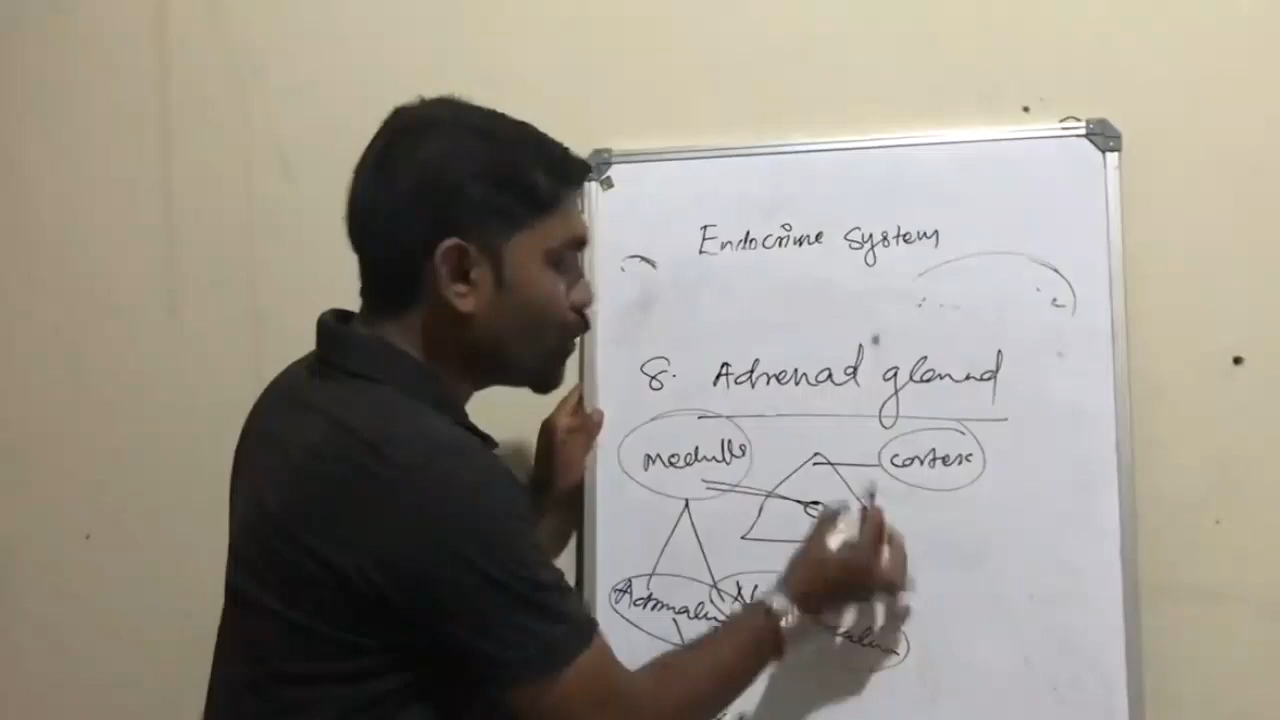 Endocrine system
8. Adrenal gland
medulla
cortex